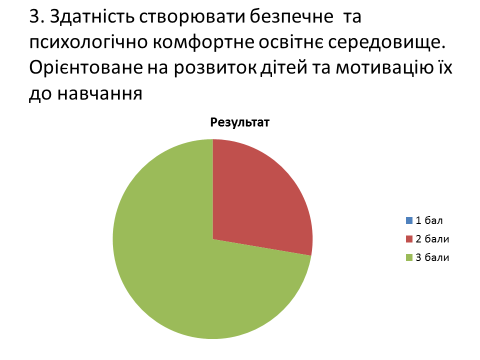 3. Здатність створювати безпечне  та
психологічно комфортне освітнє середовище.
Орієнтоване на розвиток дітей та мотивацію їх
до навчання
Результат
1 бал
2 бали
3 бали